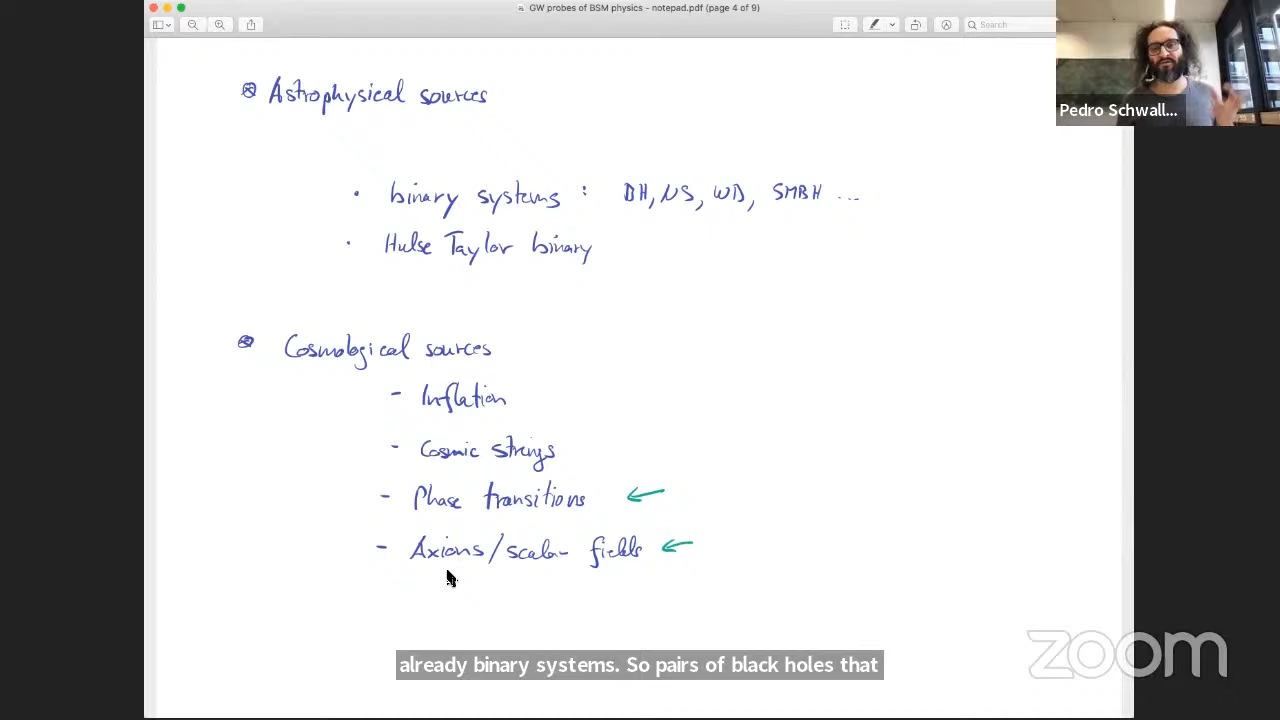 GW probes of BSM physics - notepad.pdf (page 4 of 9)
Search
Pedro Schwall...
Astrophysical sources
· binary systems : BH, NS, WD, SMBH ...
· Hulse Taylor binary
Cosmological sources
- Inflation
- Cosmic strings
- Phase transitions ←
- Axions/scalar fields ←
already binary systems. So pairs of black holes that
zoom